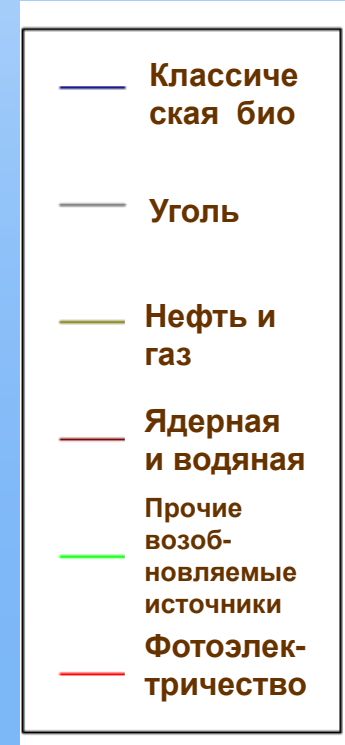 Классиче
ская био
Уголь
Нефть и
газ
Ядерная
и водяная
Прочие
возоб-
новляемые
источники
Фотоэлек-
тричество